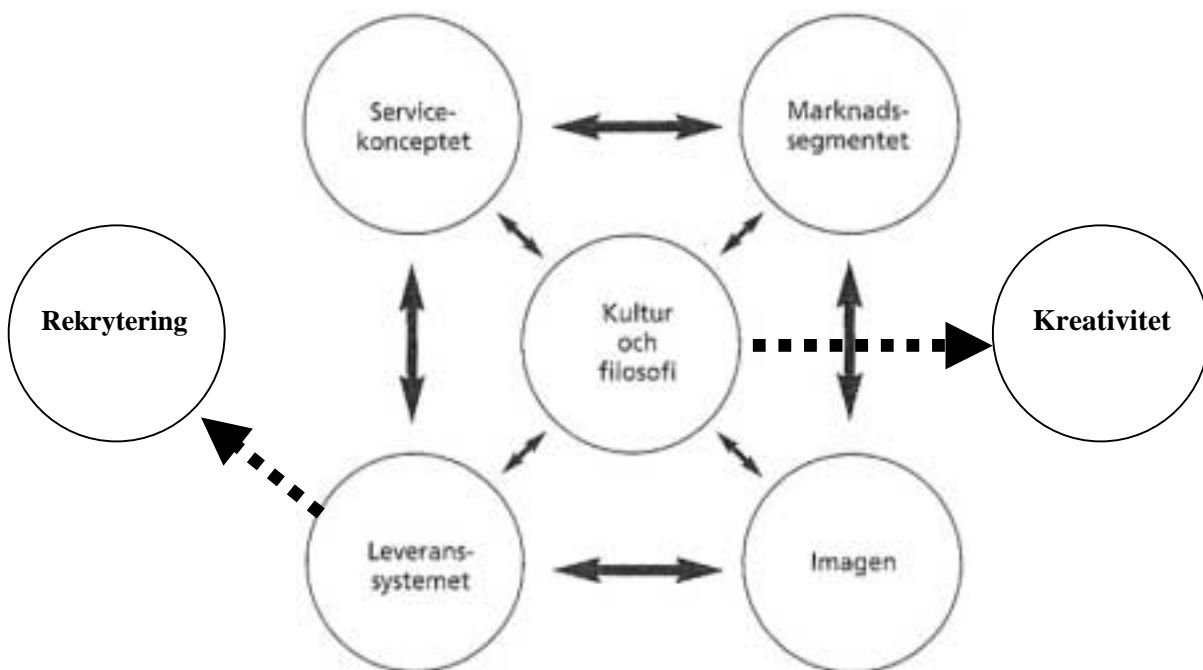 Service-
konceptet
Marknads-
segmentet
Rekrytering
Kultur
och
filosofi
Kreativitet
Leverans-
systemet
Imagen